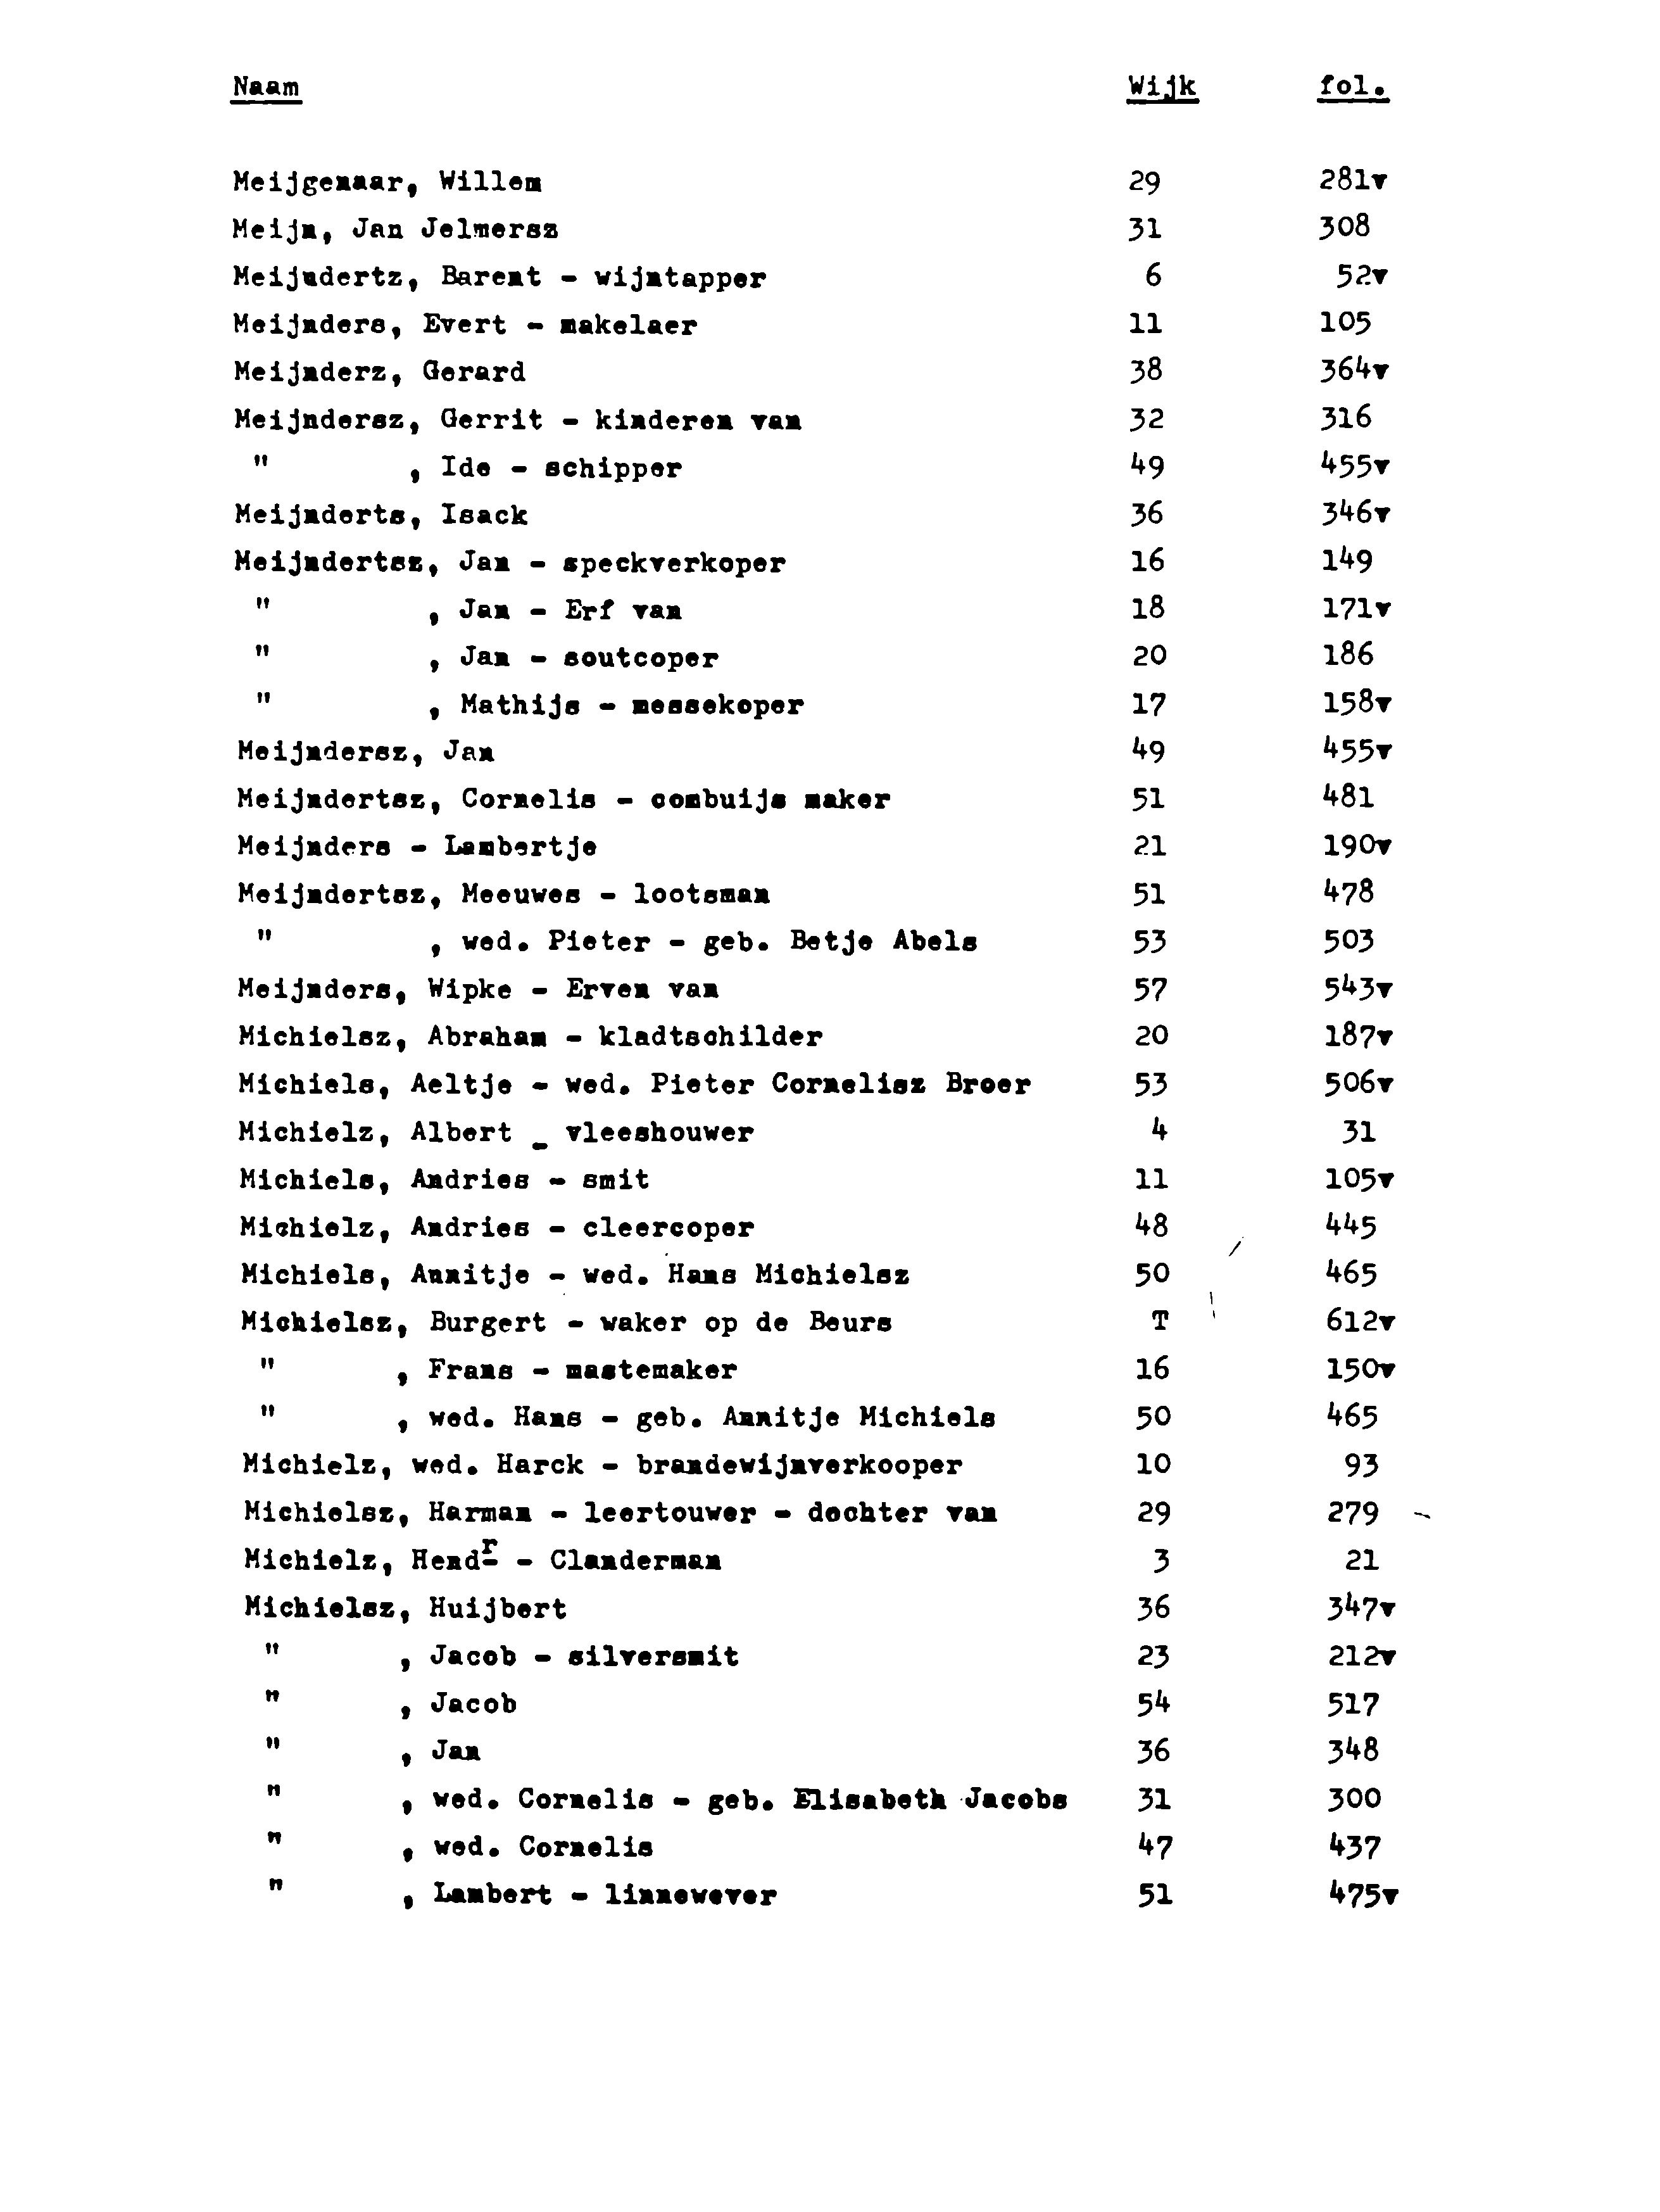 Naam Wijk fol.
Meijgenaar, Willem 29 281v
Meijn, Jan Jelmersz 31 308
Meijndertz, Barent - wijntapper 6 52v
Meijnders, Evert - makelaer 11 105
Meijnderz, Gerard 38 364v
Meijndersz, Gerrit - kinderen van 32 316
" , Ide - schipper 49 455v
Meijnderts, Isack 36 346v
Meijndertsz, Jan - speckverkoper 16 149
" , Jan - Erf van 18 171v
" , Jan - soutcoper 20 186
" , Mathijs - messekoper 17 158v
Meijndersz, Jan 49 455v
Meijndertsz, Cornelis - combuijs maker 51 481
Meijnders - Lambertje 21 190v
Meijndertsz, Meeuwes - lootsman 51 478
" , wed. Pieter - geb. Betje Abels 53 503
Meijnders, Wipke - Erven van 57 543v
Michielsz, Abraham - kladtschilder 20 187v
Michiels, Aeltje - wed. Pieter Cornelisz Broer 53 506v
Michielz, Albert - vleeshouwer 4 31
Michiels, Andries - smit 11 105v
Michielz, Andries - cleercoper 48 445
Michiels, Annitje - wed. Hans Michielsz 50 465
Michielsz, Burgert - waker op de Beurs T 612v
" , Frans - mastemaker 16 150v
" , wed. Hans - geb. Annitje Michiels 50 465
Michielz, wed. Harck - brandewijnverkooper 10 93
Michielsz, Harman - leertouwer - dochter van 29 279
Michielz, Hendr - Clanderman 3 21
Michielsz, Huijbert 36 347v
" , Jacob - silversmit 23 212v
" , Jacob 54 517
" , Jan 36 348
" , wed. Cornelis - geb. Elisabeth Jacobs 31 300
" , wed. Cornelis 47 437
" , Lambert - linnewever 51 475v